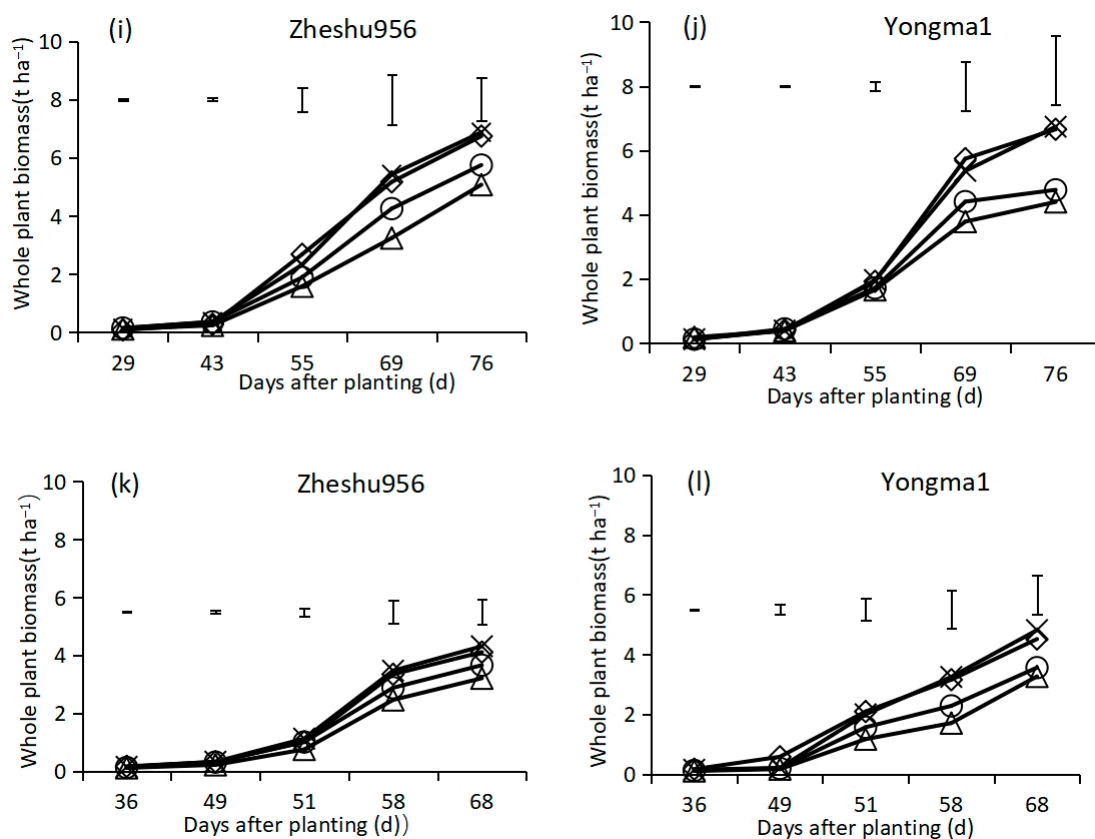 (i) Zheshu956
Whole plant biomass(t ha⁻¹)
10
8
6
4
2
0
29 43 55 69 76
Days after planting (d)
(j) Yongma1
Whole plant biomass(t ha⁻¹)
10
8
6
4
2
0
29 43 55 69 76
Days after planting (d)
(k) Zheshu956
Whole plant biomass(t ha⁻¹)
10
8
6
4
2
0
36 49 51 58 68
Days after planting (d))
(l) Yongma1
Whole plant biomass(t ha⁻¹)
10
8
6
4
2
0
36 49 51 58 68
Days after planting (d)